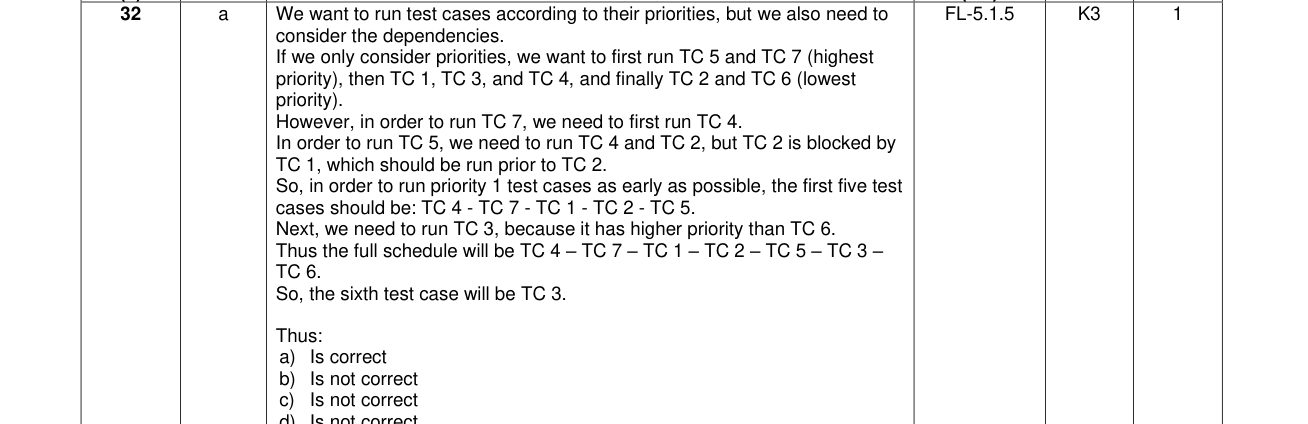 32 a We want to run test cases according to their priorities, but we also need to FL-5.1.5 K3 1
consider the dependencies.
If we only consider priorities, we want to first run TC 5 and TC 7 (highest
priority), then TC 1, TC 3, and TC 4, and finally TC 2 and TC 6 (lowest
priority).
However, in order to run TC 7, we need to first run TC 4.
In order to run TC 5, we need to run TC 4 and TC 2, but TC 2 is blocked by
TC 1, which should be run prior to TC 2.
So, in order to run priority 1 test cases as early as possible, the first five test
cases should be: TC 4 - TC 7 - TC 1 - TC 2 - TC 5.
Next, we need to run TC 3, because it has higher priority than TC 6.
Thus the full schedule will be TC 4 – TC 7 – TC 1 – TC 2 – TC 5 – TC 3 –
TC 6.
So, the sixth test case will be TC 3.
Thus:
a) Is correct
b) Is not correct
c) Is not correct
d) Is not correct